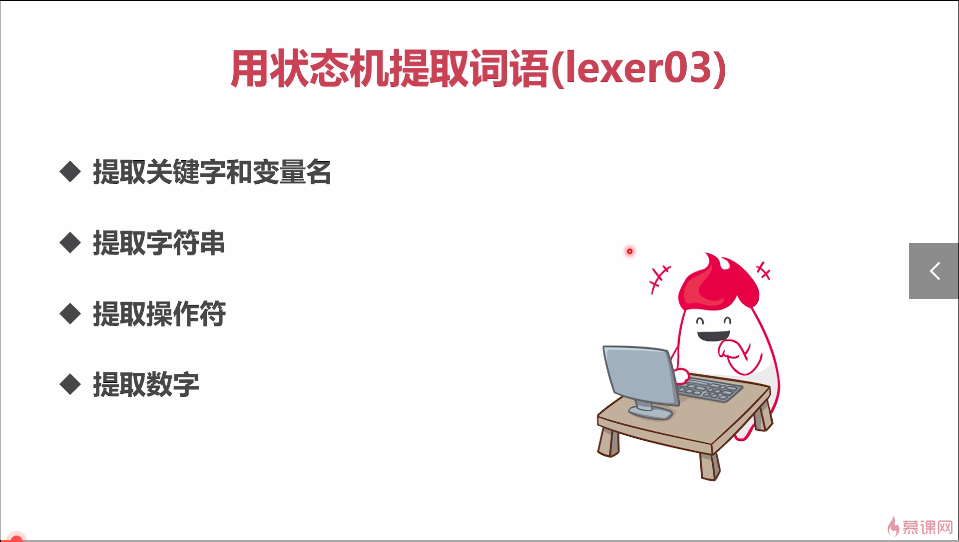 用状态机提取词语(lexer03)
◆ 提取关键字和变量名
◆ 提取字符串
◆ 提取操作符
◆ 提取数字
慕课网